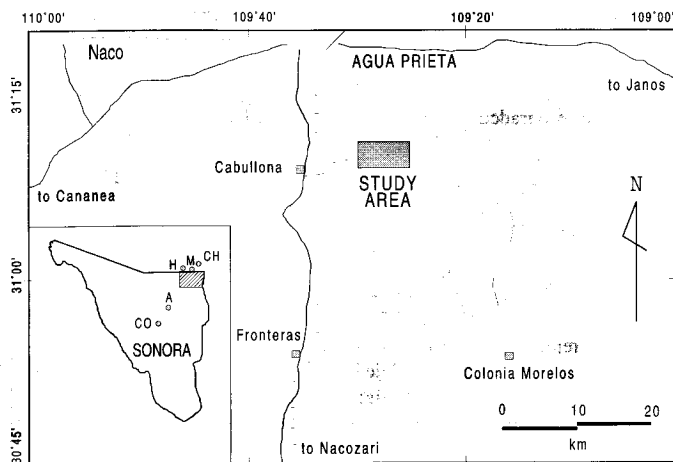 110°00'
109°40'
109°20'
109°00'
Naco
AGUA PRIETA
to Janos
31°15'
Cabullona
STUDY
AREA
to Cananea
N
CH
M
H
31°00'
A
CO
SONORA
Fronteras
Colonia Morelos
0 10 20
km
to Nacozari
30°45'